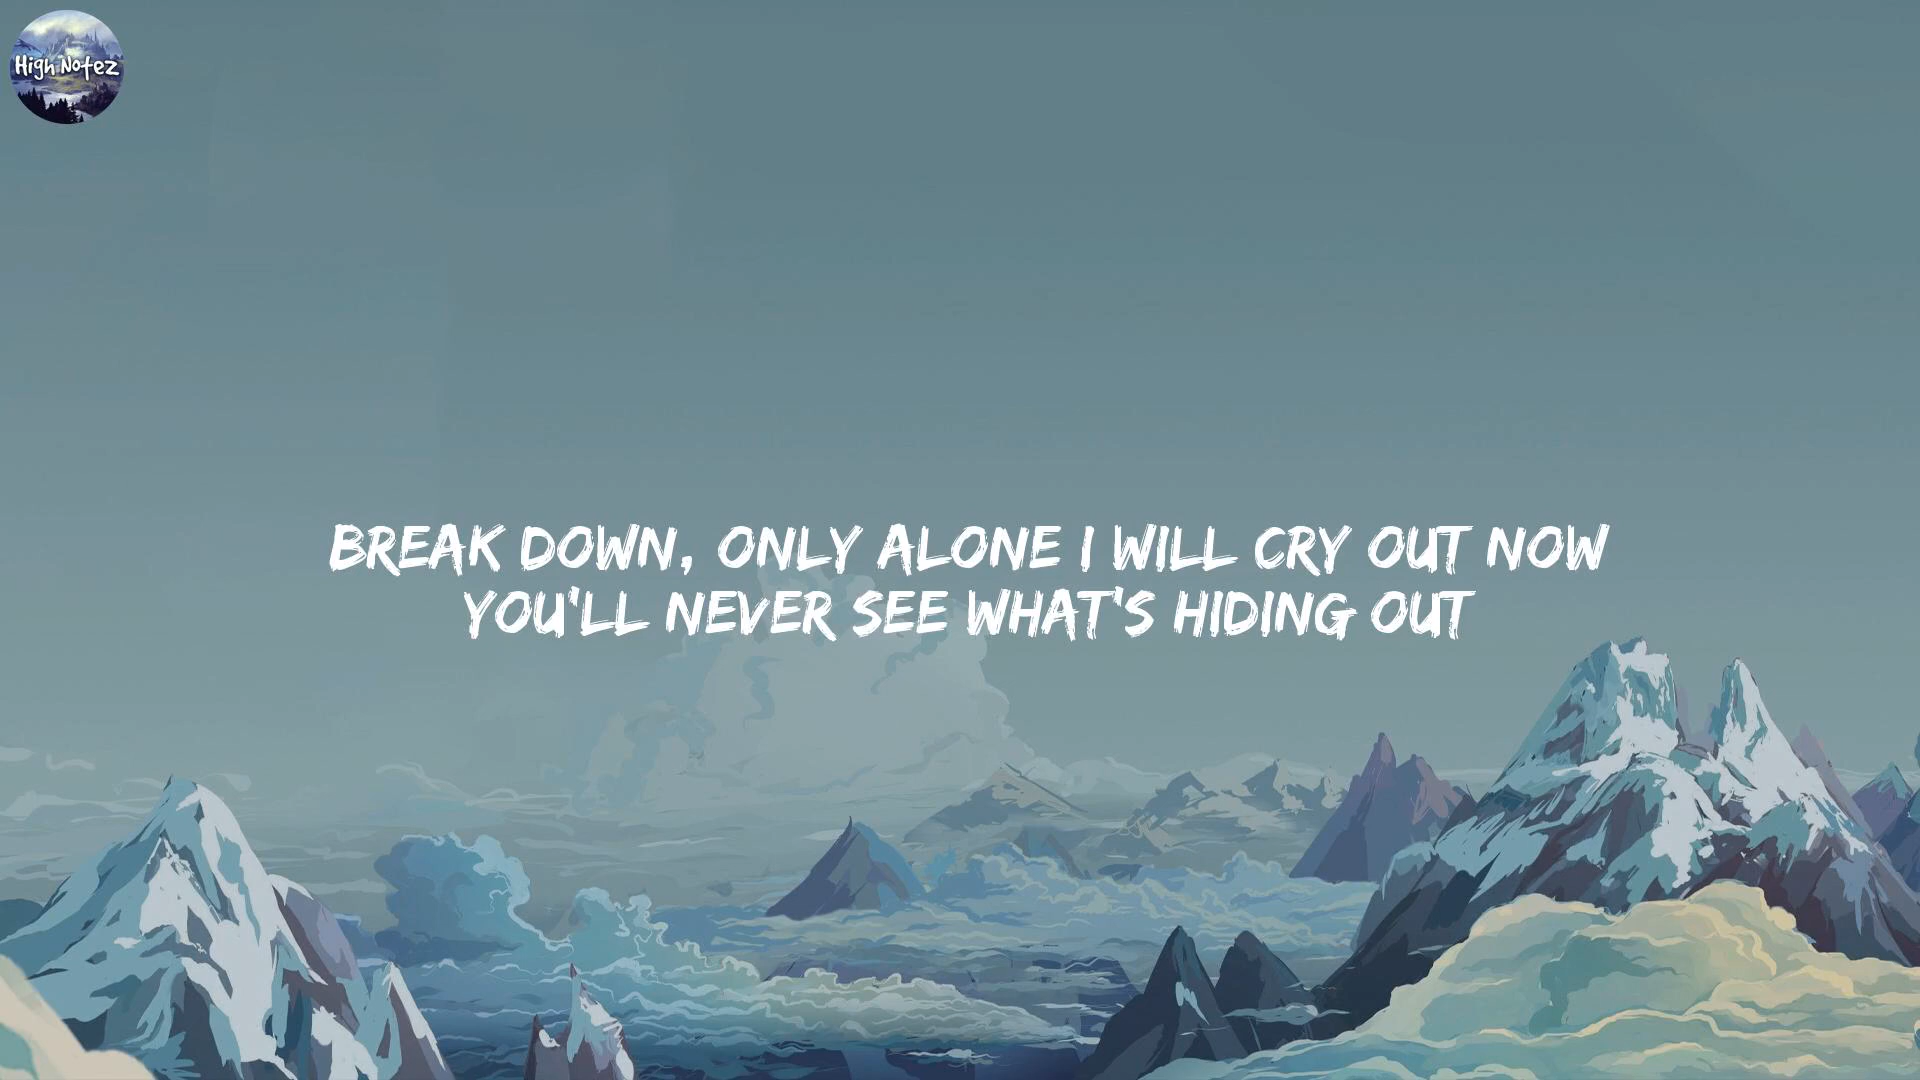 High Notez
BREAK DOWN, ONLY ALONE I WILL CRY OUT NOW
YOU'LL NEVER SEE WHAT'S HIDING OUT